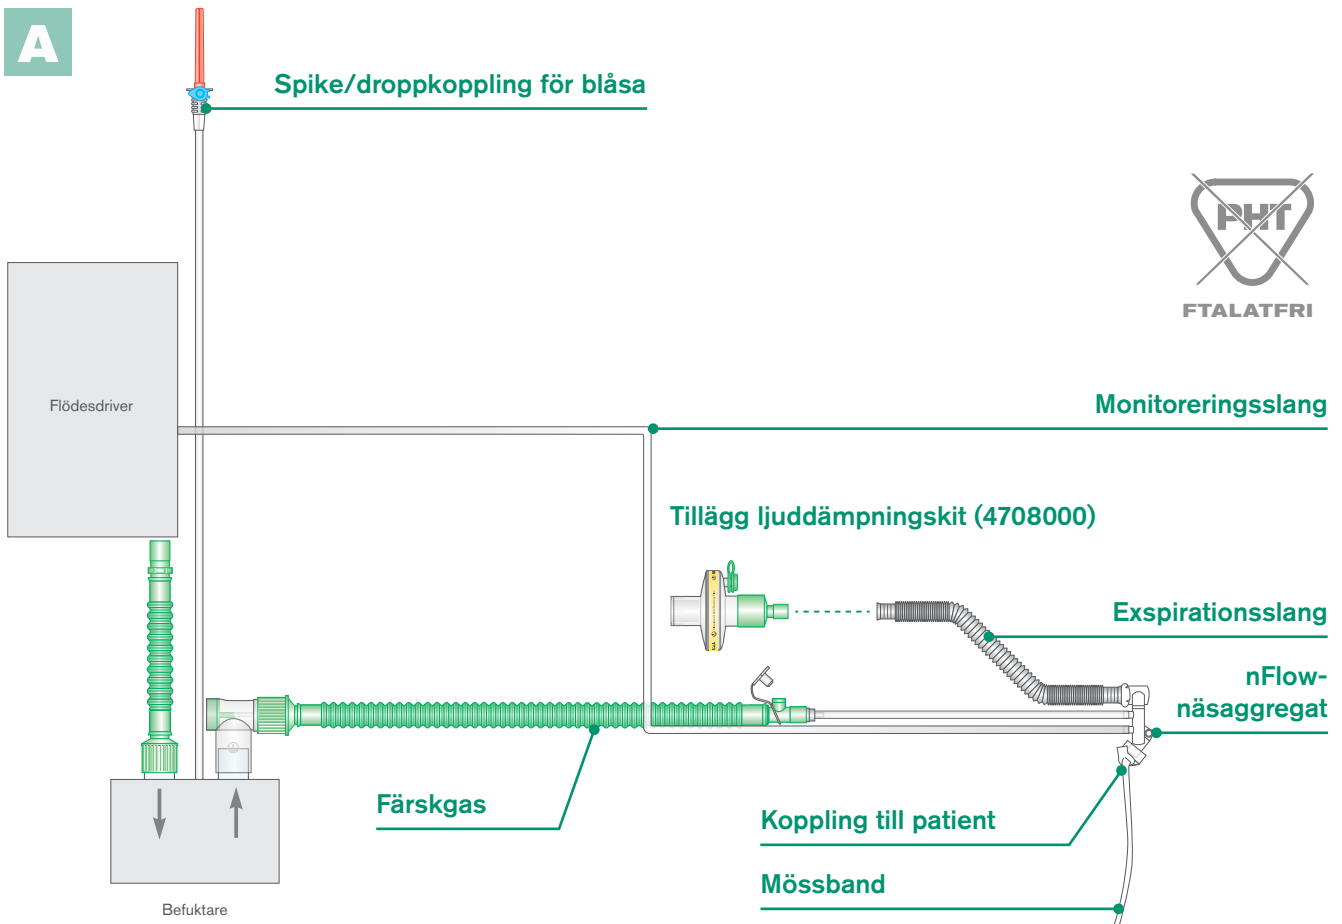 A
Spike/droppkoppling för blåsa
PHT
FTALATFRI
Flödesdriver
Monitoreringsslang
Tillägg ljuddämpningskit (4708000)
Exspirationsslang
nFlow-
näsaggregat
Färskgas
Koppling till patient
Mössband
Befuktare